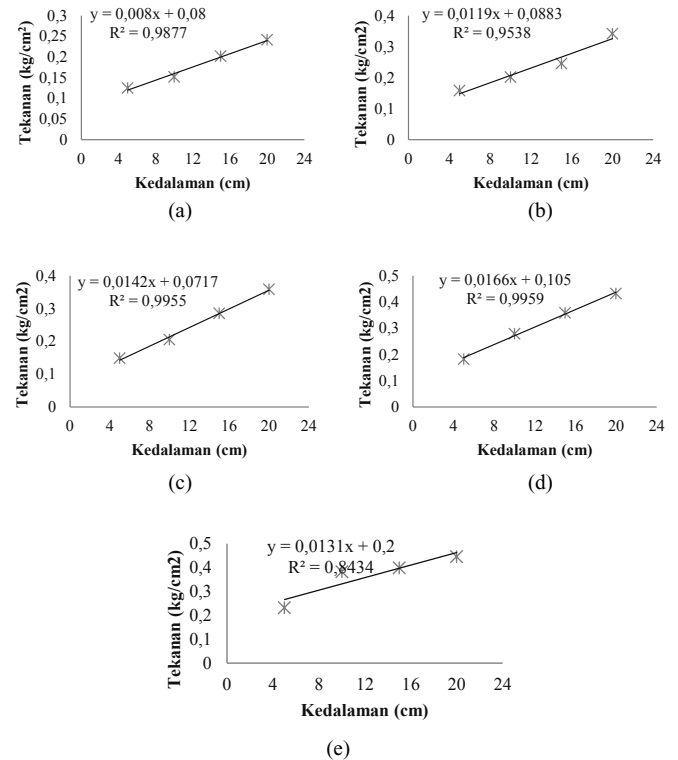 y = 0,008x + 0,08
R² = 0,9877
Tekanan (kg/cm²)
0,3
0,25
0,2
0,15
0,1
0,05
0
0 4 8 12 16 20 24
Kedalaman (cm)
(a)
y = 0,0119x + 0,0883
R² = 0,9538
Tekanan (kg/cm2)
0,4
0,3
0,2
0,1
0
0 4 8 12 16 20 24
Kedalaman (cm)
(b)
y = 0,0142x + 0,0717
R² = 0,9955
Tekanan (kg/cm2)
0,4
0,3
0,2
0,1
0
0 4 8 12 16 20 24
Kedalaman (cm)
(c)
y = 0,0166x + 0,105
R² = 0,9959
Tekanan (kg/cm2)
0,5
0,4
0,3
0,2
0,1
0
0 4 8 12 16 20 24
Kedalaman (cm)
(d)
y = 0,0131x + 0,2
R² = 0,8434
Tekanan (kg/cm2)
0,5
0,4
0,3
0,2
0,1
0
0 4 8 12 16 20 24
Kedalaman (cm)
(e)